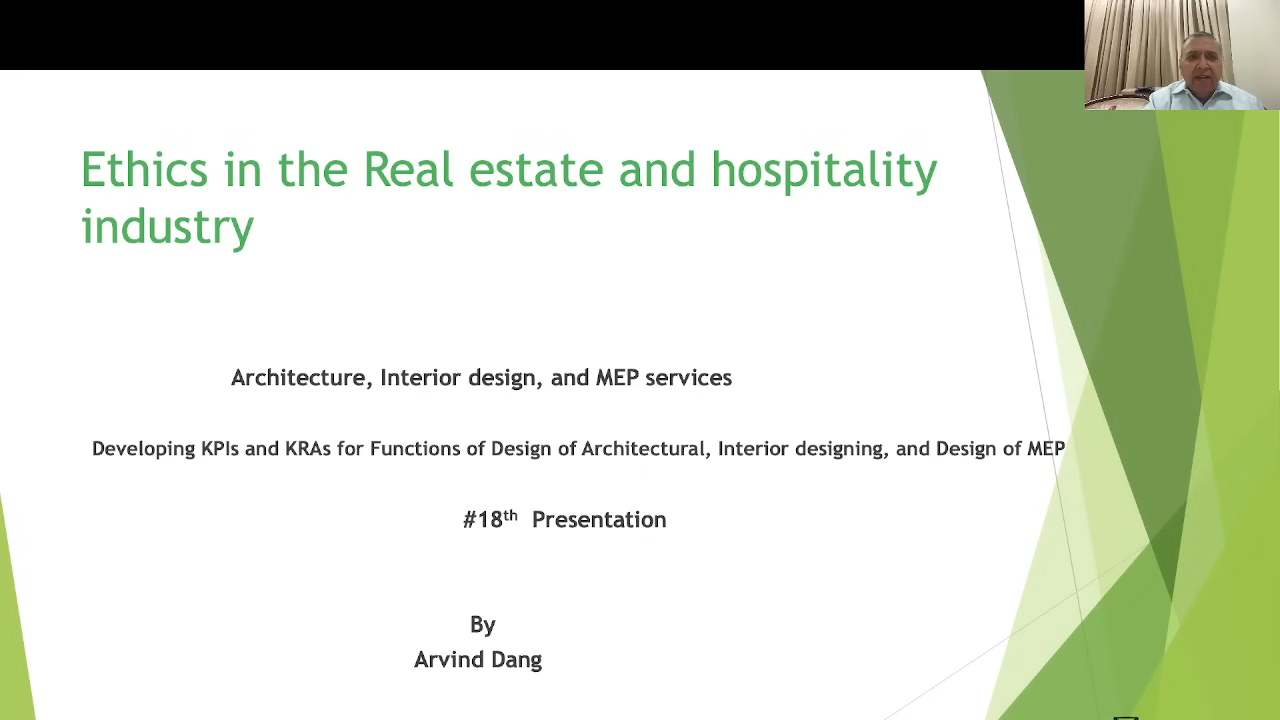 Ethics in the Real estate and hospitality
industry
Architecture, Interior design, and MEP services
Developing KPIs and KRAs for Functions of Design of Architectural, Interior designing, and Design of MEP
#18th Presentation
By
Arvind Dang